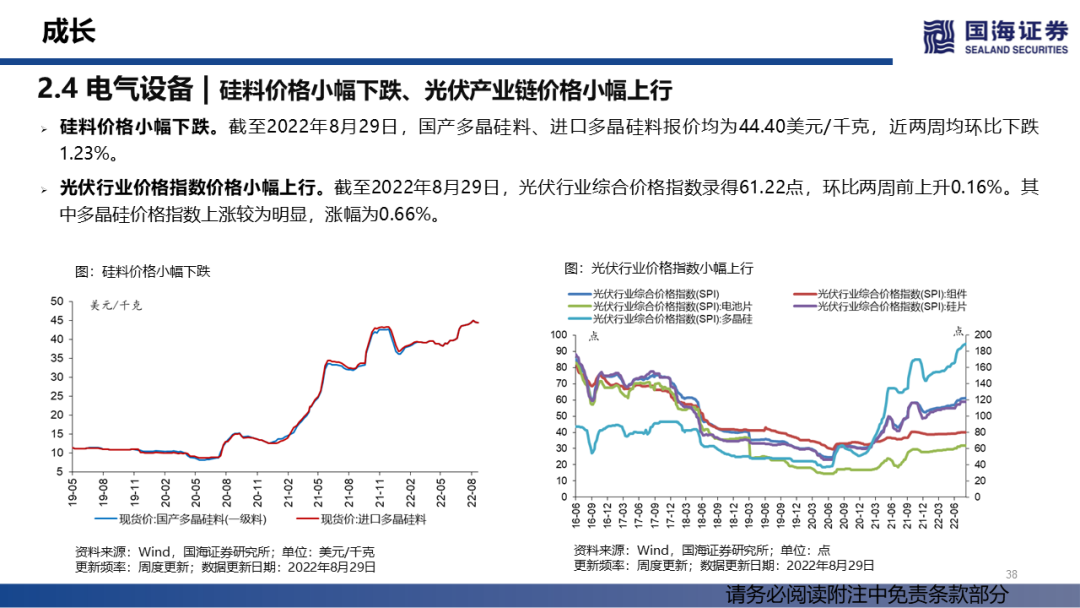 成长
国海证券
SEALAND SECURITIES
2.4 电气设备 | 硅料价格小幅下跌、光伏产业链价格小幅上行
➢ 硅料价格小幅下跌。截至2022年8月29日，国产多晶硅料、进口多晶硅料报价均为44.40美元/千克，近两周均环比下跌
1.23%。
➢ 光伏行业价格指数价格小幅上行。截至2022年8月29日，光伏行业综合价格指数录得61.22点，环比两周前上升0.16%。其
中多晶硅价格指数上涨较为明显，涨幅为0.66%。
图：硅料价格小幅下跌
美元/千克
50
45
40
35
30
25
20
15
10
5
19-05 19-08 19-11 20-02 20-05 20-08 20-11 21-02 21-05 21-08 21-11 22-02 22-05 22-08
现货价:国产多晶硅料(一级料) 现货价:进口多晶硅料
资料来源：Wind，国海证券研究所；单位：美元/千克
更新频率：周度更新；数据更新日期：2022年8月29日
图：光伏行业价格指数小幅上行
光伏行业综合价格指数(SPI) 光伏行业综合价格指数(SPI):组件
光伏行业综合价格指数(SPI):电池片 光伏行业综合价格指数(SPI):硅片
光伏行业综合价格指数(SPI):多晶硅
点 点
100 200
90 180
80 160
70 140
60 120
50 100
40 80
30 60
20 40
10 20
0 0
16-06 16-09 16-12 17-03 17-06 17-09 17-12 18-03 18-06 18-09 18-12 19-03 19-06 19-09 19-12 20-03 20-06 20-09 20-12 21-03 21-06 21-09 21-12 22-03 22-06
资料来源：Wind，国海证券研究所；单位：点
更新频率：周度更新；数据更新日期：2022年8月29日
38
请务必阅读附注中免责条款部分